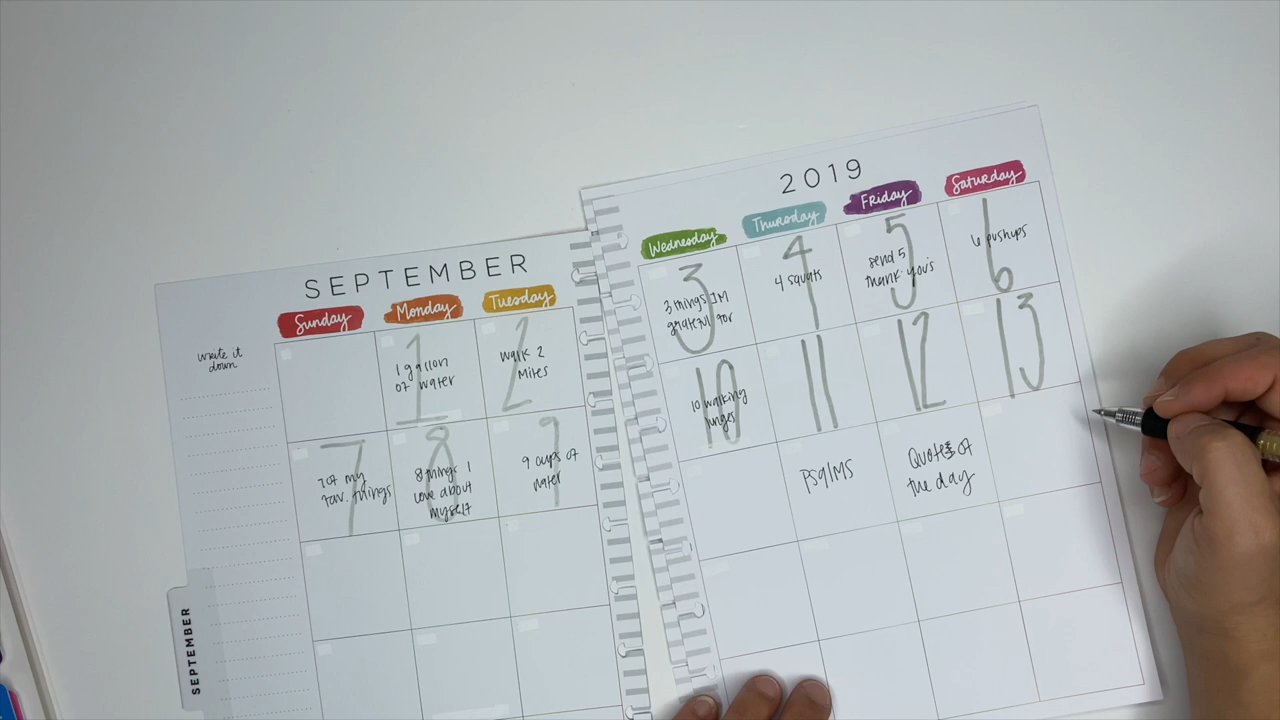 SEPTEMBER
2019
Sunday
Monday
Tuesday
Wednesday
Thursday
Friday
Saturday
write it
down
1
1 gallon
of water
2
walk 2
Miles
3
3 things IM
grateful for
4
4 squats
5
send 5
thank you's
6
6 pushups
7
7 of my
fav. things
8
8 things I
love about
myself
9
9 cups of
water
10
10 walking
lunges
11
12
13
PSalMS
Quotes of
the day
SEPTEMBER